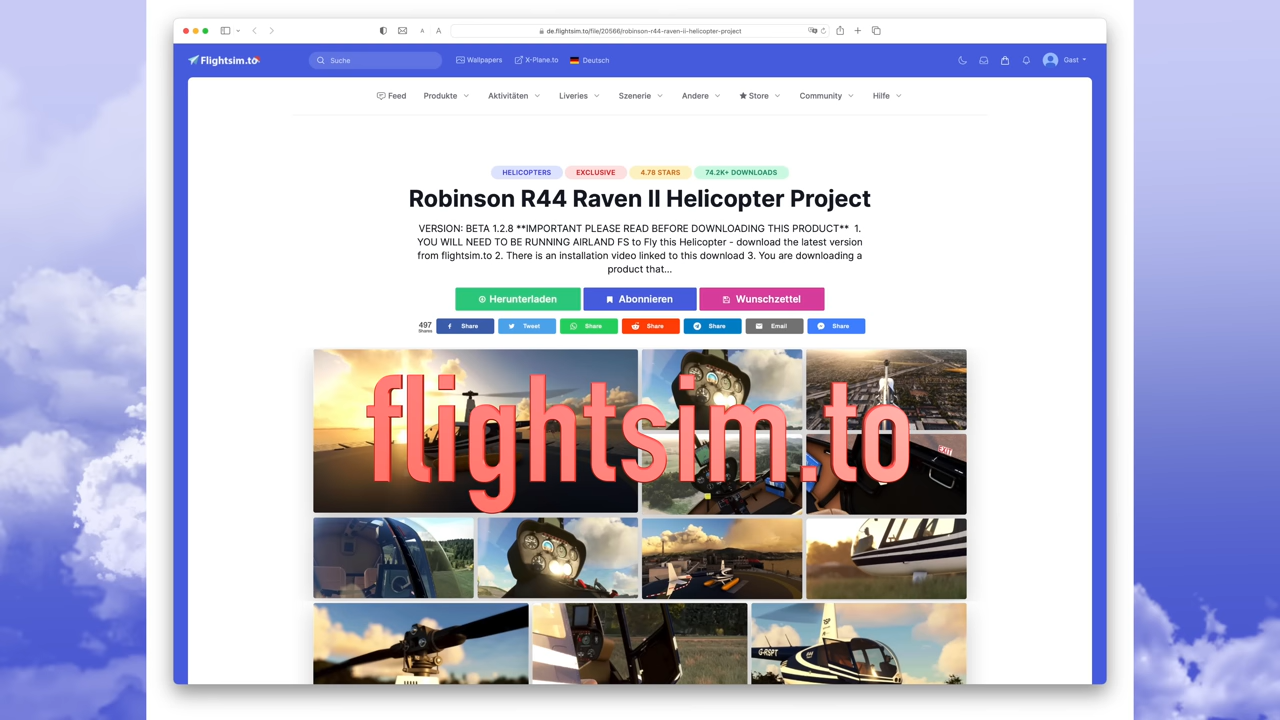 de.flightsim.to/file/20566/robinson-r44-raven-ii-helicopter-project
Flightsim.to
Suche
Wallpapers
X-Plane.to
Deutsch
Gast
Feed
Produkte
Aktivitäten
Liveries
Szenerie
Andere
Store
Community
Hilfe
HELICOPTERS
EXCLUSIVE
4.78 STARS
74.2K+ DOWNLOADS
Robinson R44 Raven II Helicopter Project
VERSION: BETA 1.2.8 **IMPORTANT PLEASE READ BEFORE DOWNLOADING THIS PRODUCT** 1.
YOU WILL NEED TO BE RUNNING AIRLAND FS to Fly this Helicopter - download the latest version
from flightsim.to 2. There is an installation video linked to this download 3. You are downloading a
product that...
Herunterladen
Abonnieren
Wunschzettel
497
Shares
Share
Tweet
Share
Share
Share
Email
Share
flightsim.to
EXIT
G-RSPT